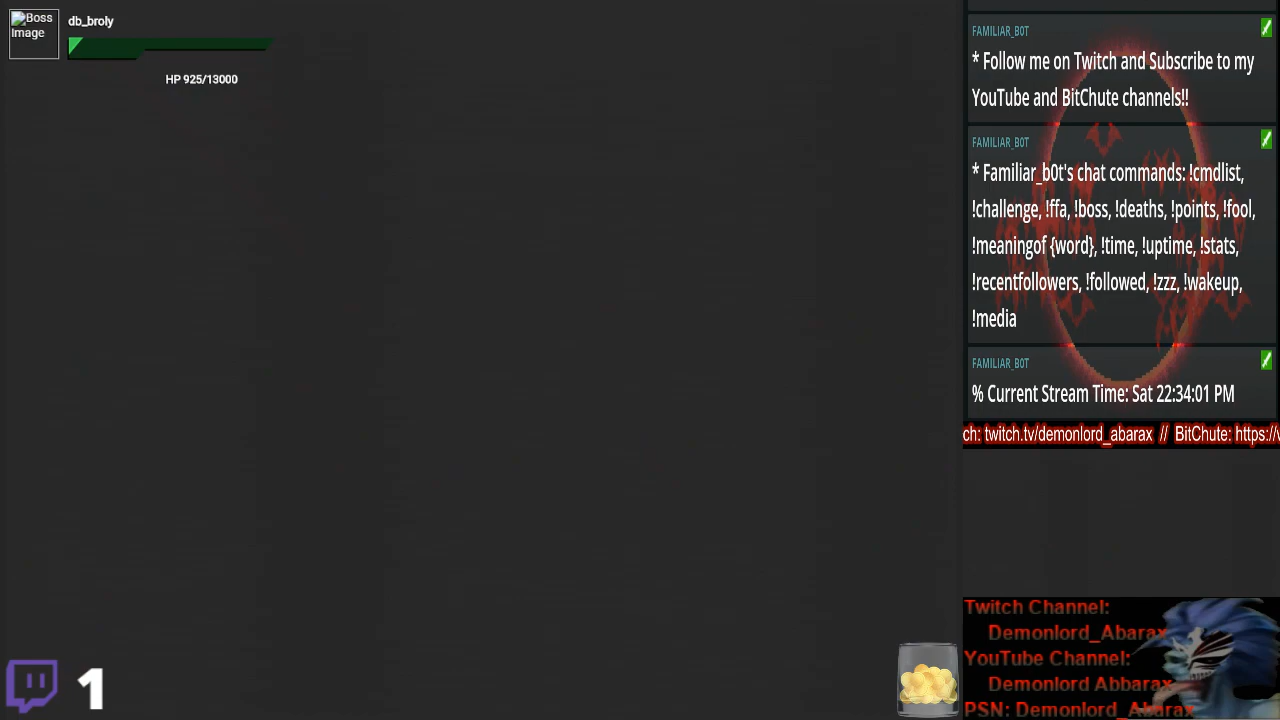 Boss
Image
db_broly
HP 925/13000
1
FAMILIAR_B0T
* Follow me on Twitch and Subscribe to my
YouTube and BitChute channels!!
FAMILIAR_B0T
* Familiar_b0t's chat commands: !cmdlist,
!challenge, !ffa, !boss, !deaths, !points, !fool,
!meaningof {word}, !time, !uptime, !stats,
!recentfollowers, !followed, !zzz, !wakeup,
!media
FAMILIAR_B0T
% Current Stream Time: Sat 22:34:01 PM
ch: twitch.tv/demonlord_abarax // BitChute: https://
Twitch Channel:
Demonlord_Abarax
YouTube Channel:
Demonlord Abbarax
PSN: Demonlord_Abarax